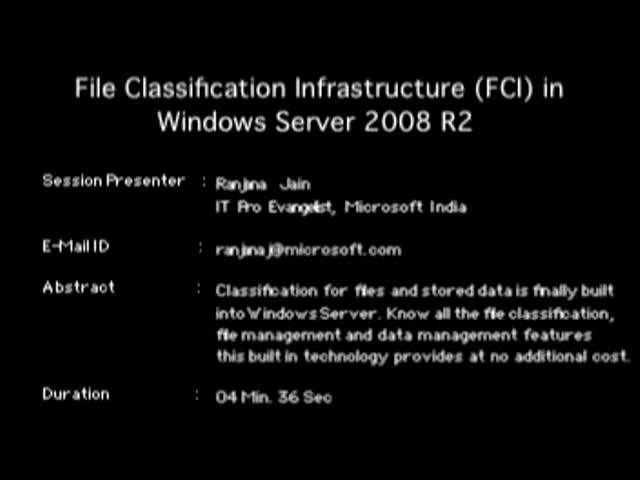 File Classification Infrastructure (FCI) in
Windows Server 2008 R2
Session Presenter : Ranjana Jain
IT Pro Evangelist, Microsoft India
E-Mail ID : ranjanaj@microsoft.com
Abstract : Classification for files and stored data is finally built
into Windows Server. Know all the file classification,
file management and data management features
this built in technology provides at no additional cost.
Duration : 04 Min. 36 Sec